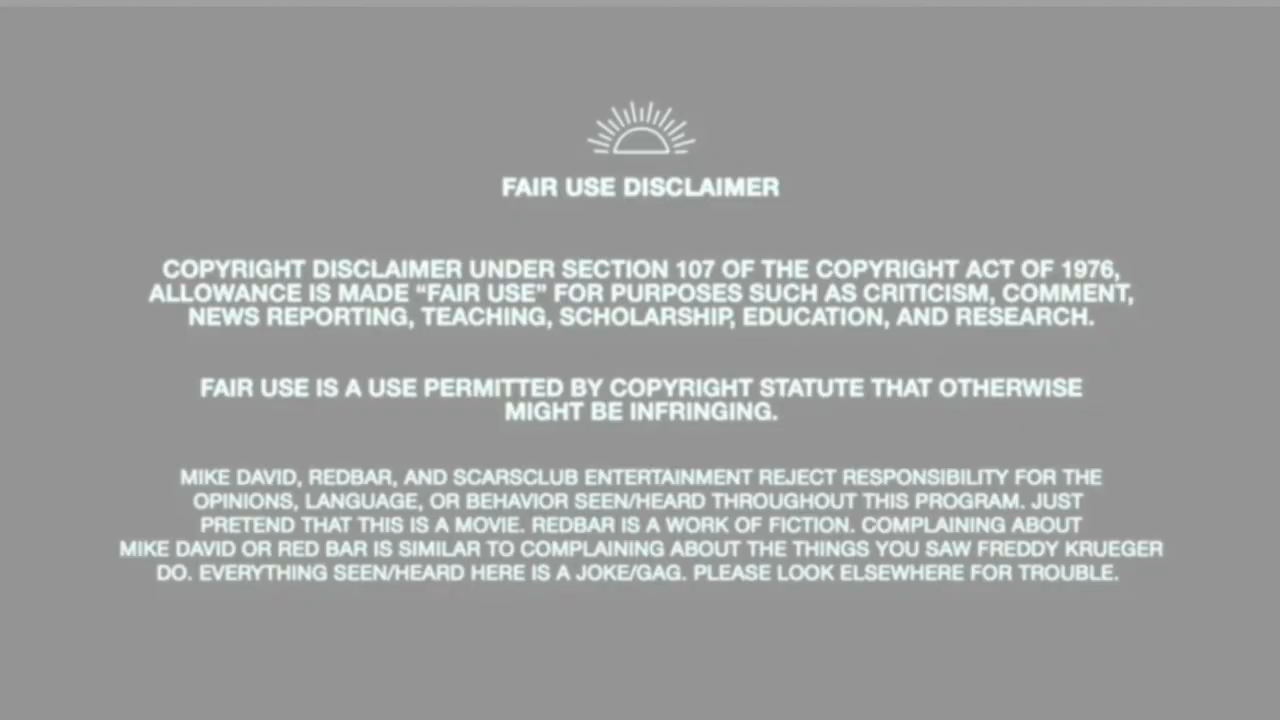 FAIR USE DISCLAIMER
COPYRIGHT DISCLAIMER UNDER SECTION 107 OF THE COPYRIGHT ACT OF 1976,
ALLOWANCE IS MADE “FAIR USE” FOR PURPOSES SUCH AS CRITICISM, COMMENT,
NEWS REPORTING, TEACHING, SCHOLARSHIP, EDUCATION, AND RESEARCH.
FAIR USE IS A USE PERMITTED BY COPYRIGHT STATUTE THAT OTHERWISE
MIGHT BE INFRINGING.
MIKE DAVID, REDBAR, AND SCARSCLUB ENTERTAINMENT REJECT RESPONSIBILITY FOR THE
OPINIONS, LANGUAGE, OR BEHAVIOR SEEN/HEARD THROUGHOUT THIS PROGRAM. JUST
PRETEND THAT THIS IS A MOVIE. REDBAR IS A WORK OF FICTION. COMPLAINING ABOUT
MIKE DAVID OR RED BAR IS SIMILAR TO COMPLAINING ABOUT THE THINGS YOU SAW FREDDY KRUEGER
DO. EVERYTHING SEEN/HEARD HERE IS A JOKE/GAG. PLEASE LOOK ELSEWHERE FOR TROUBLE.